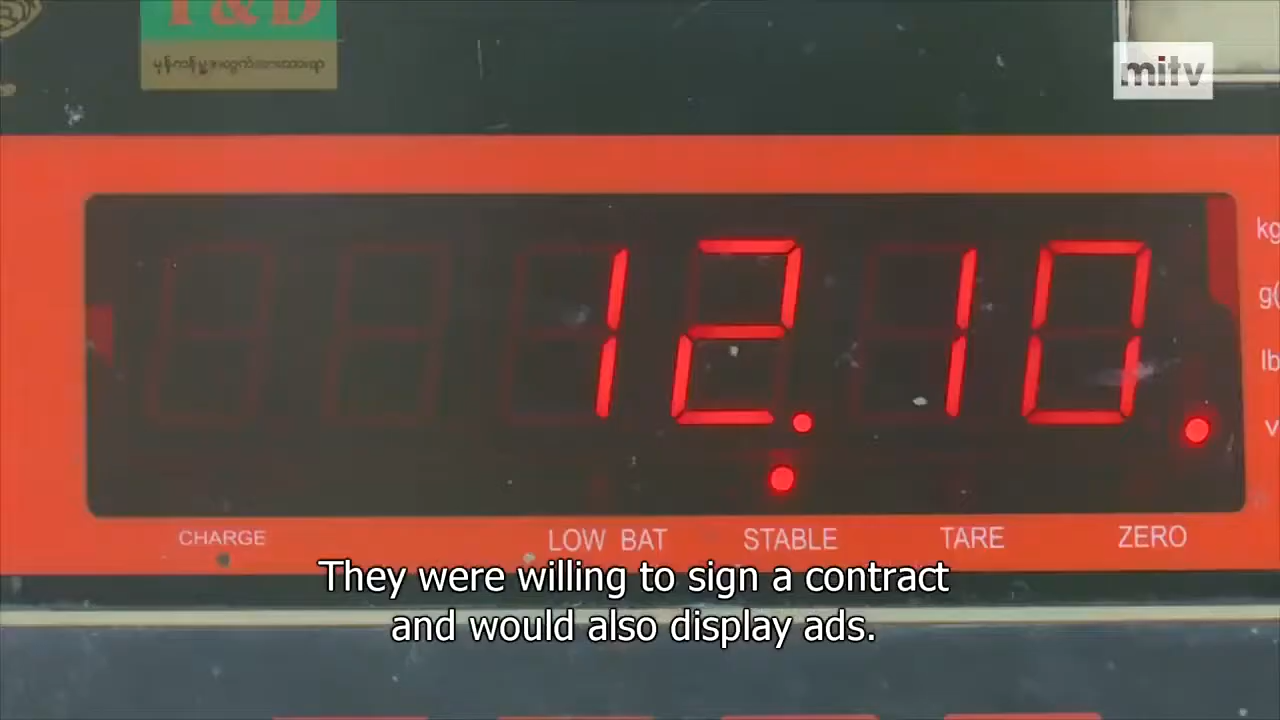 T&D
mitv
kg
g(
lb
12.10
CHARGE
LOW BAT
STABLE
TARE
ZERO
They were willing to sign a contract
and would also display ads.